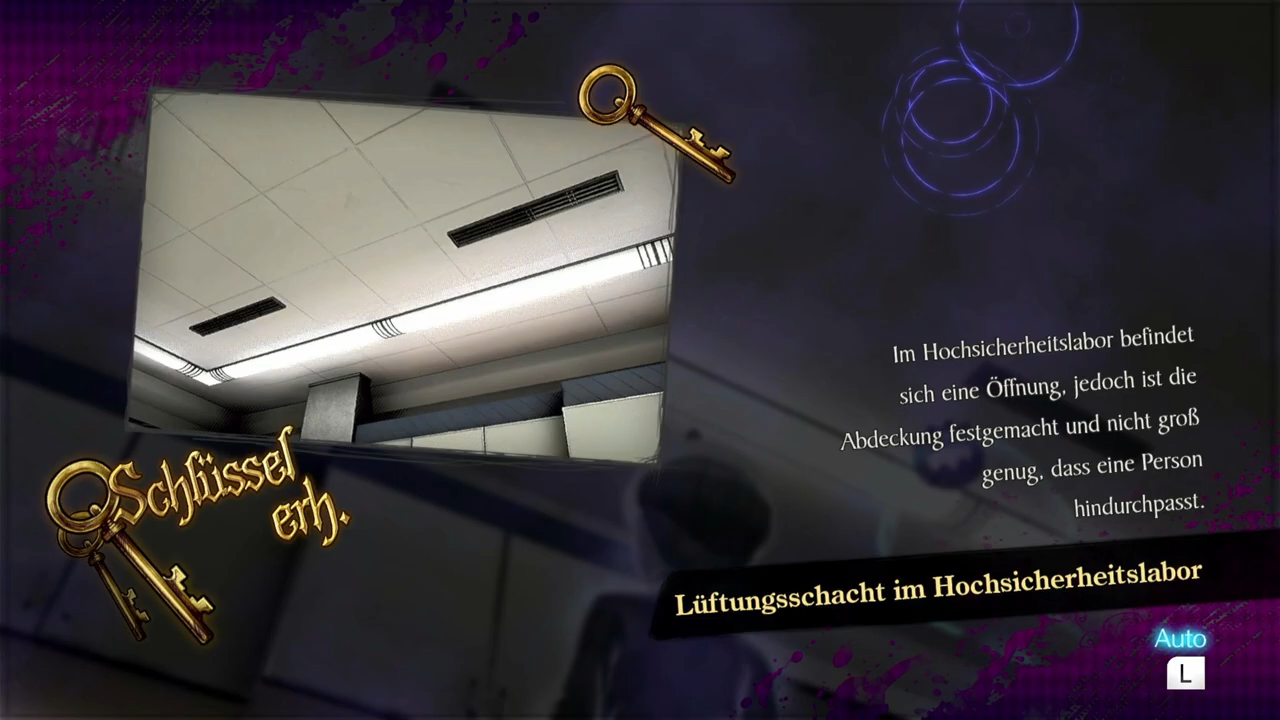 Im Hochsicherheitslabor befindet
sich eine Öffnung, jedoch ist die
Abdeckung festgemacht und nicht groß
genug, dass eine Person
hindurchpasst.
Schlüssel
erh.
Lüftungsschacht im Hochsicherheitslabor
Auto
L